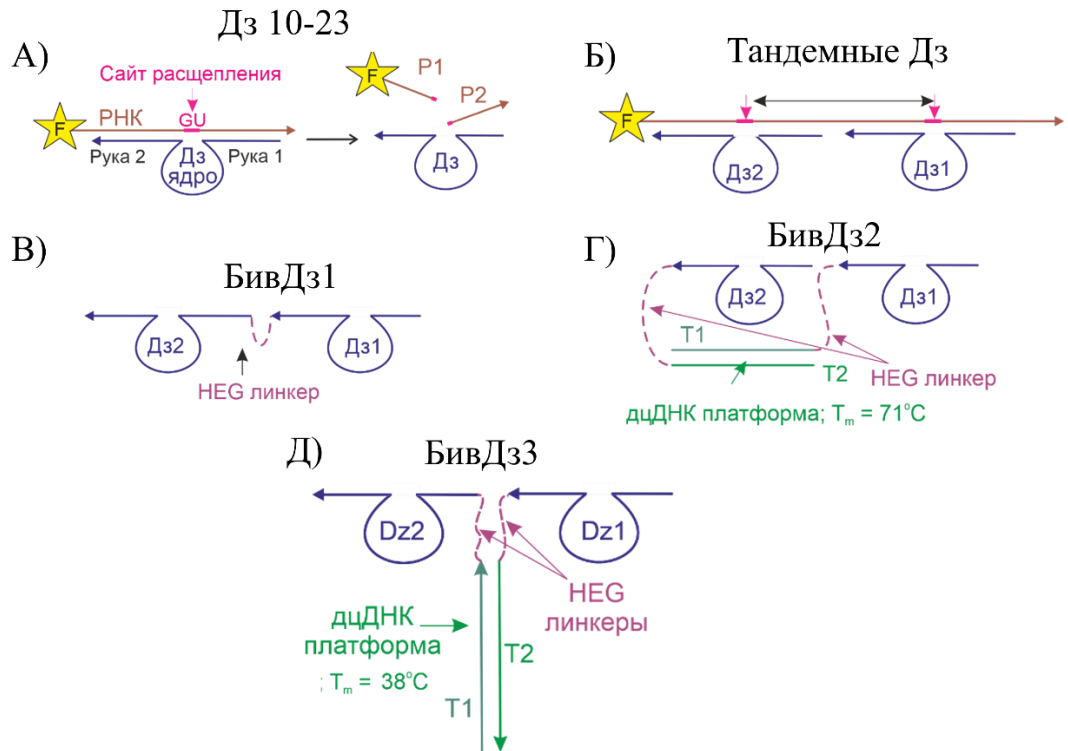 Дз 10-23
А)
Сайт расщепления
F
РНК
GU
Рука 2
Дз
ядро
Рука 1
F
P1
P2
Дз
Б)
Тандемные Дз
F
Дз2
Дз1
В)
БивДз1
Дз2
Дз1
HEG линкер
Г)
БивДз2
Дз2
Дз1
T1
T2
HEG линкер
дцДНК платформа; Tm = 71°C
Д)
БивДз3
Dz2
Dz1
HEG
линкеры
дцДНК
платформа
; Tm = 38°C
T2
T1